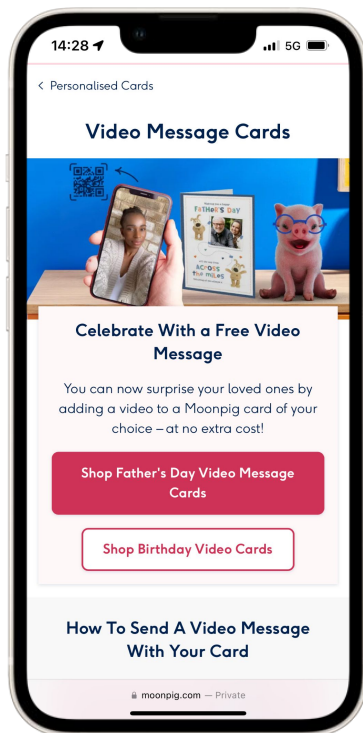 14:28
5G
< Personalised Cards
Video Message Cards
FATHER'S DAY
ACROSS
the miles
Celebrate With a Free Video
Message
You can now surprise your loved ones by
adding a video to a Moonpig card of your
choice – at no extra cost!
Shop Father's Day Video Message
Cards
Shop Birthday Video Cards
How To Send A Video Message
With Your Card
moonpig.com — Private